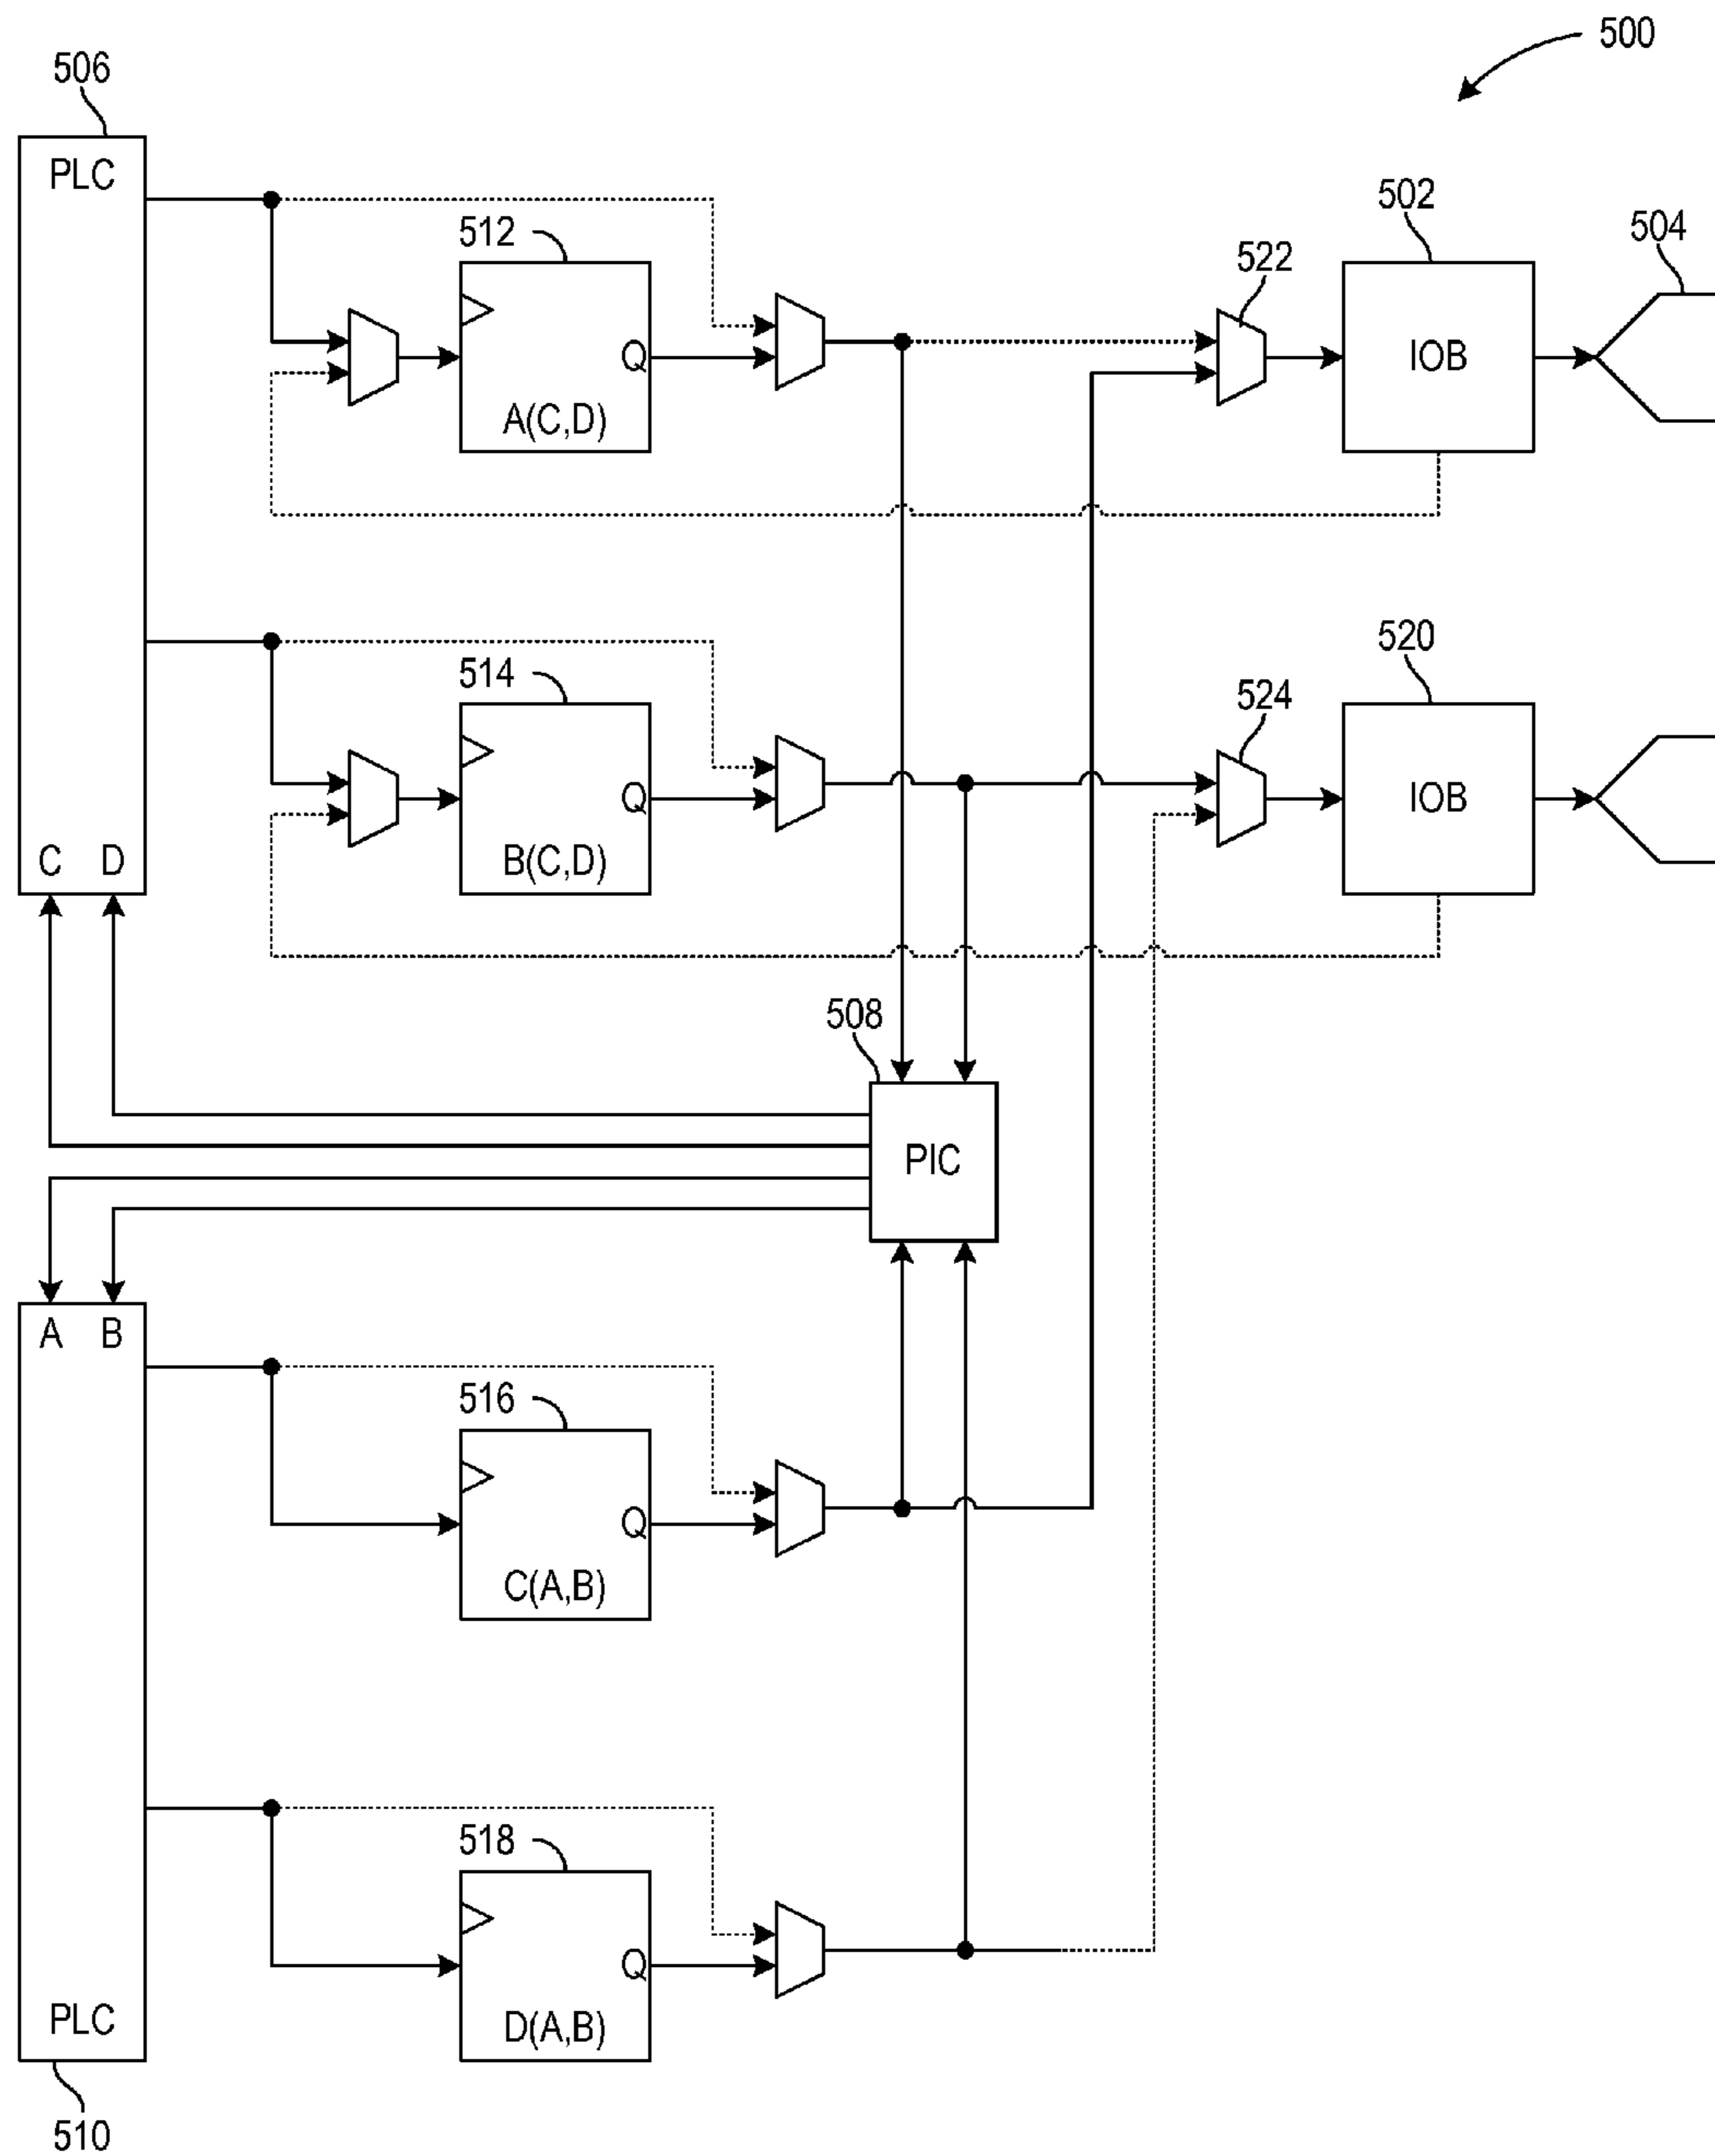 500
506
PLC
502
504
512
522
Q
IOB
A(C,D)
520
514
524
Q
IOB
C D
B(C,D)
508
PIC
A B
516
Q
C(A,B)
518
Q
PLC
D(A,B)
510